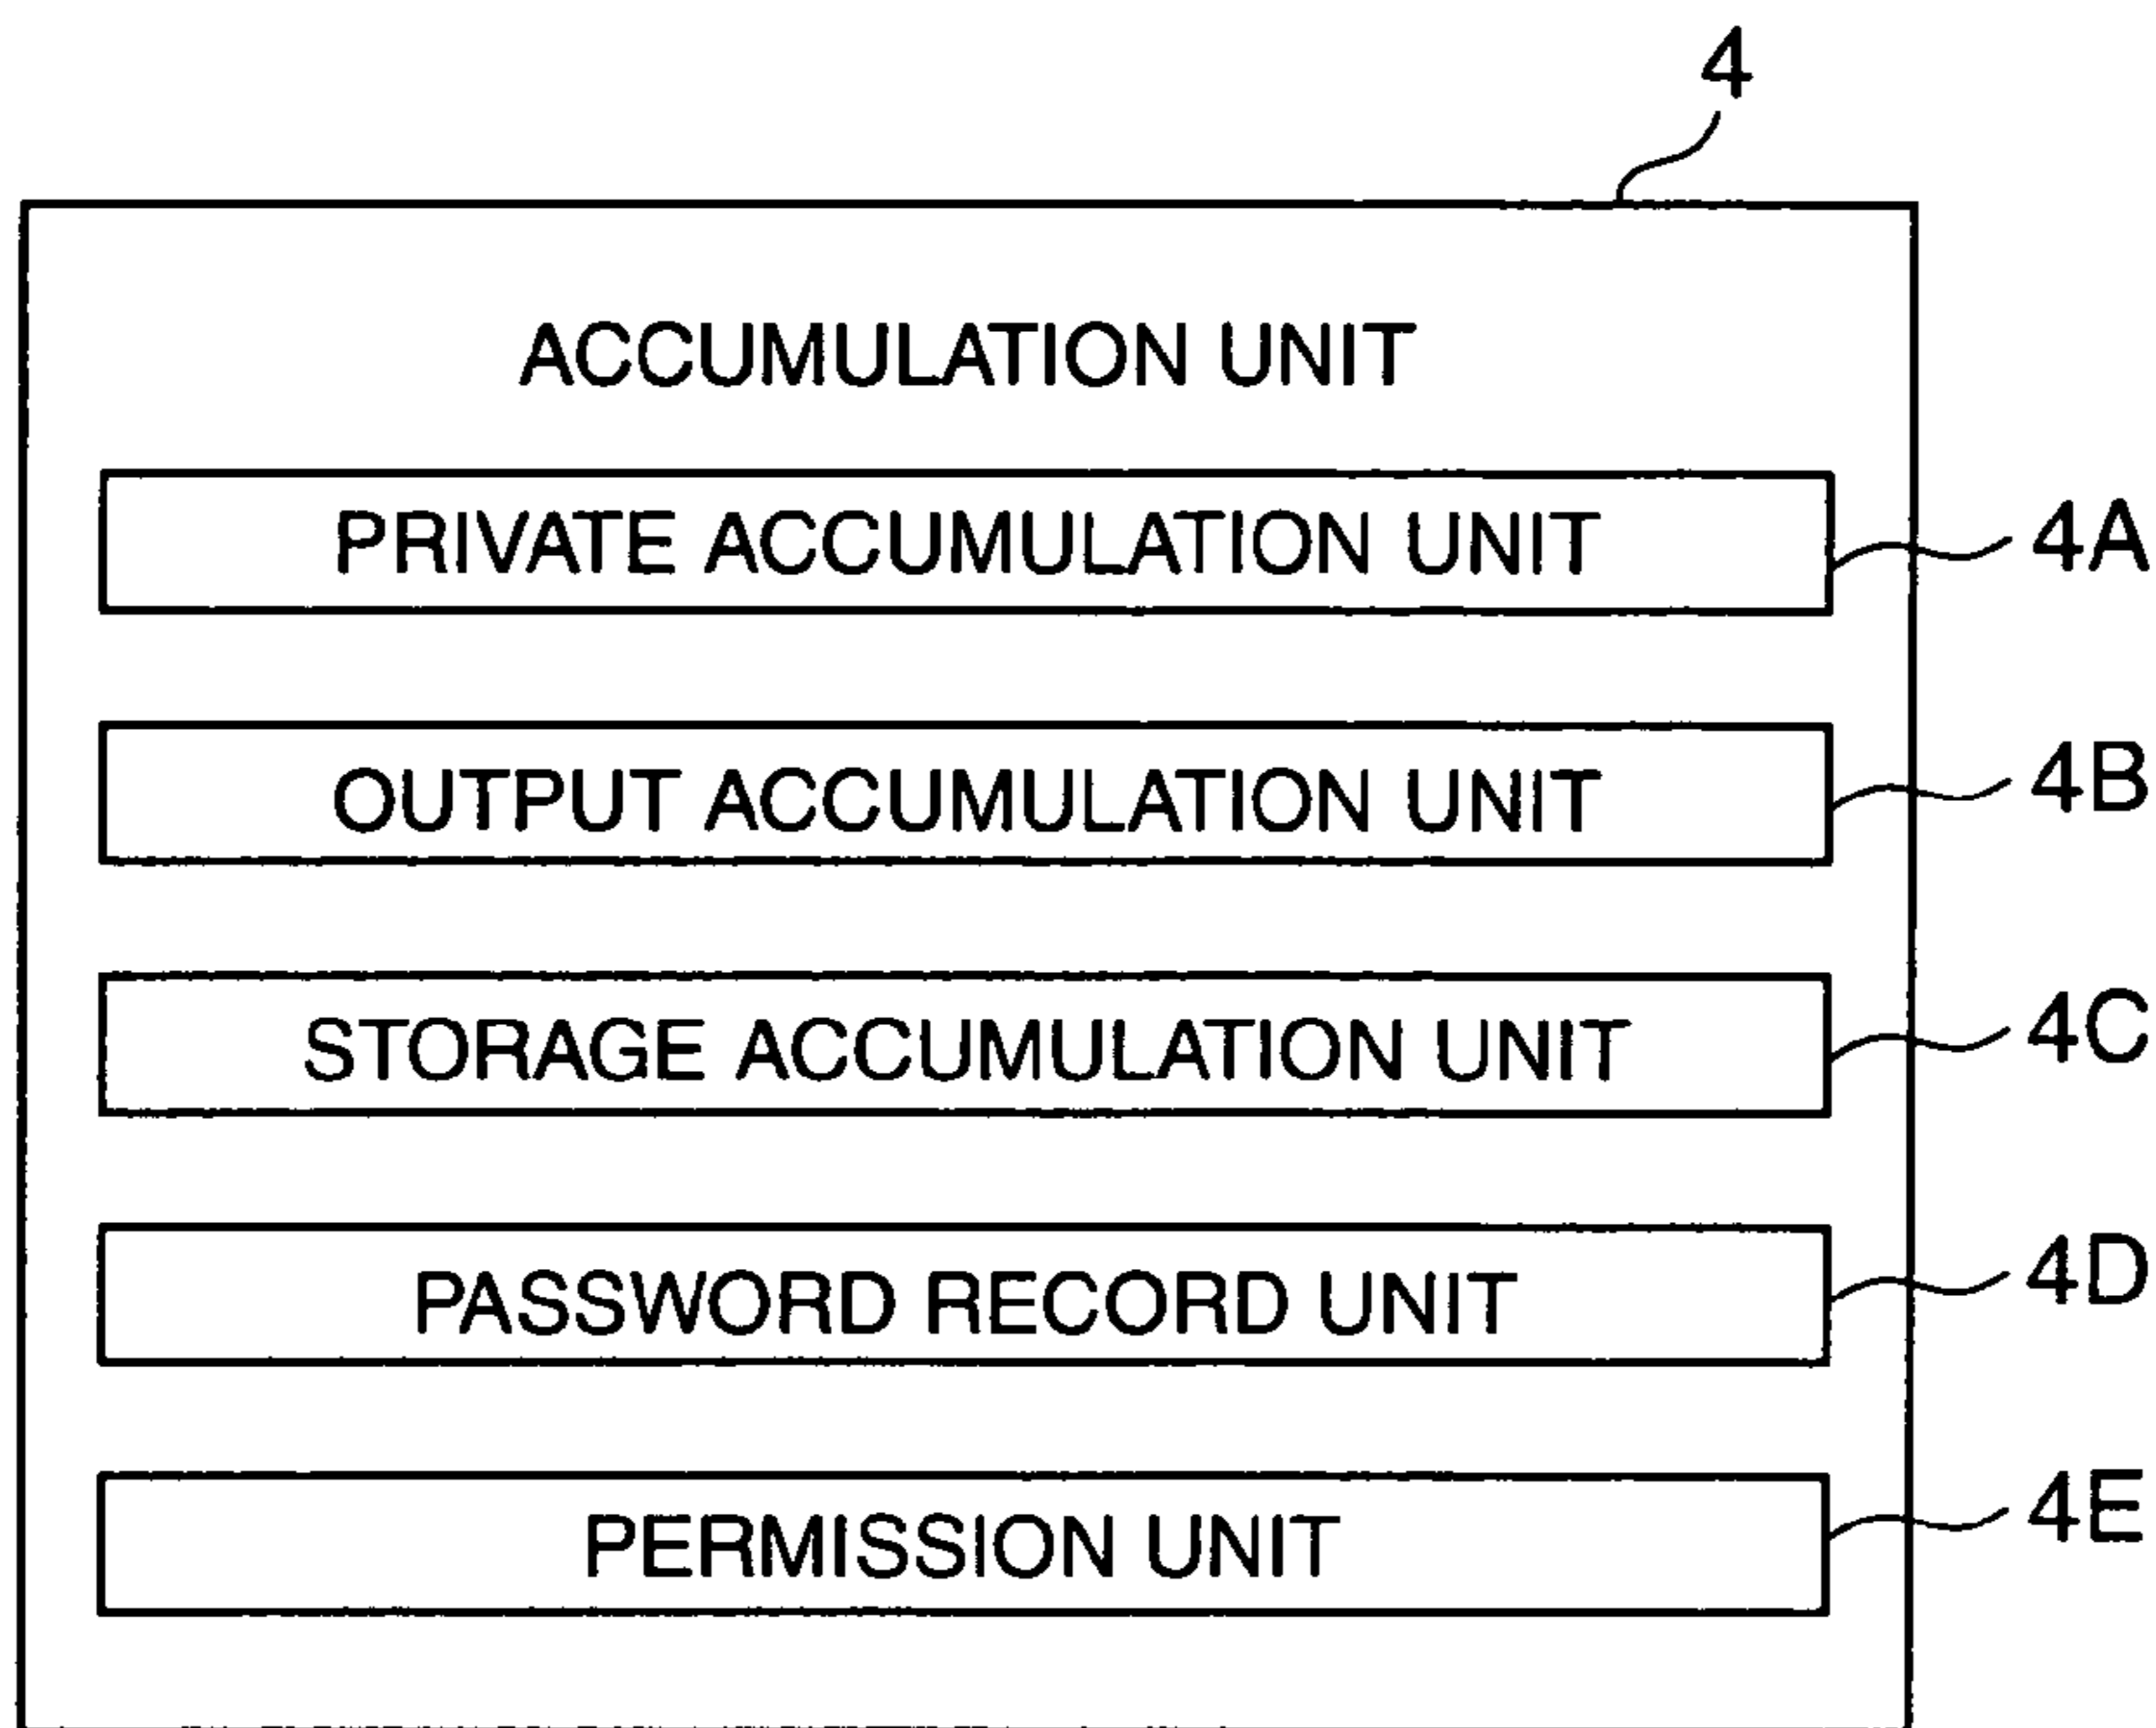 4
ACCUMULATION UNIT
PRIVATE ACCUMULATION UNIT 4A
OUTPUT ACCUMULATION UNIT 4B
STORAGE ACCUMULATION UNIT 4C
PASSWORD RECORD UNIT 4D
PERMISSION UNIT 4E